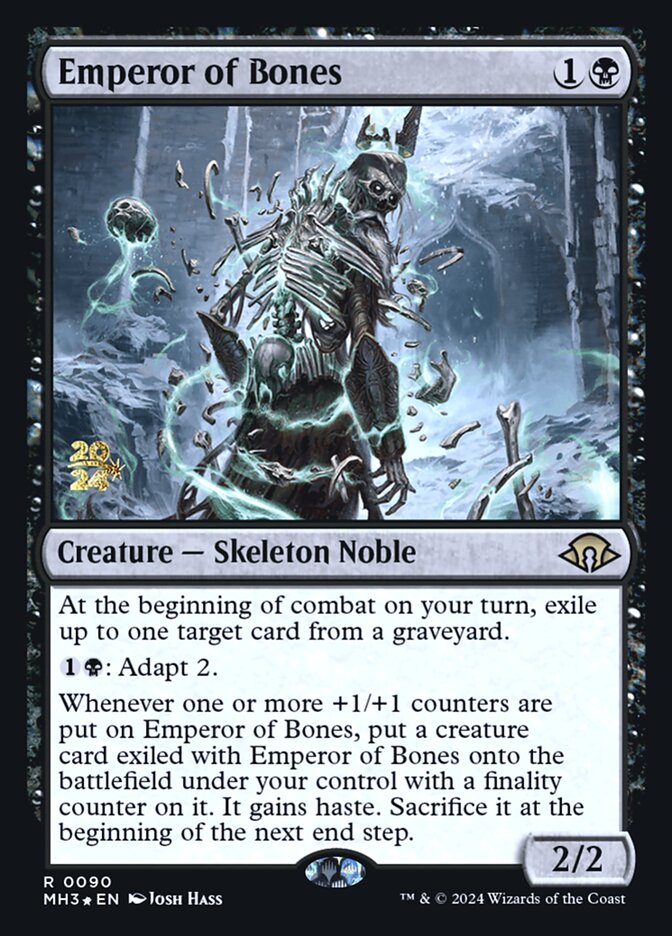 Emperor of Bones 1
20
24
Creature — Skeleton Noble
At the beginning of combat on your turn, exile
up to one target card from a graveyard.
1 : Adapt 2.
Whenever one or more +1/+1 counters are
put on Emperor of Bones, put a creature
card exiled with Emperor of Bones onto the
battlefield under your control with a finality
counter on it. It gains haste. Sacrifice it at the
beginning of the next end step.
2/2
R 0090
MH3★EN Josh Hass ™ & © 2024 Wizards of the Coast